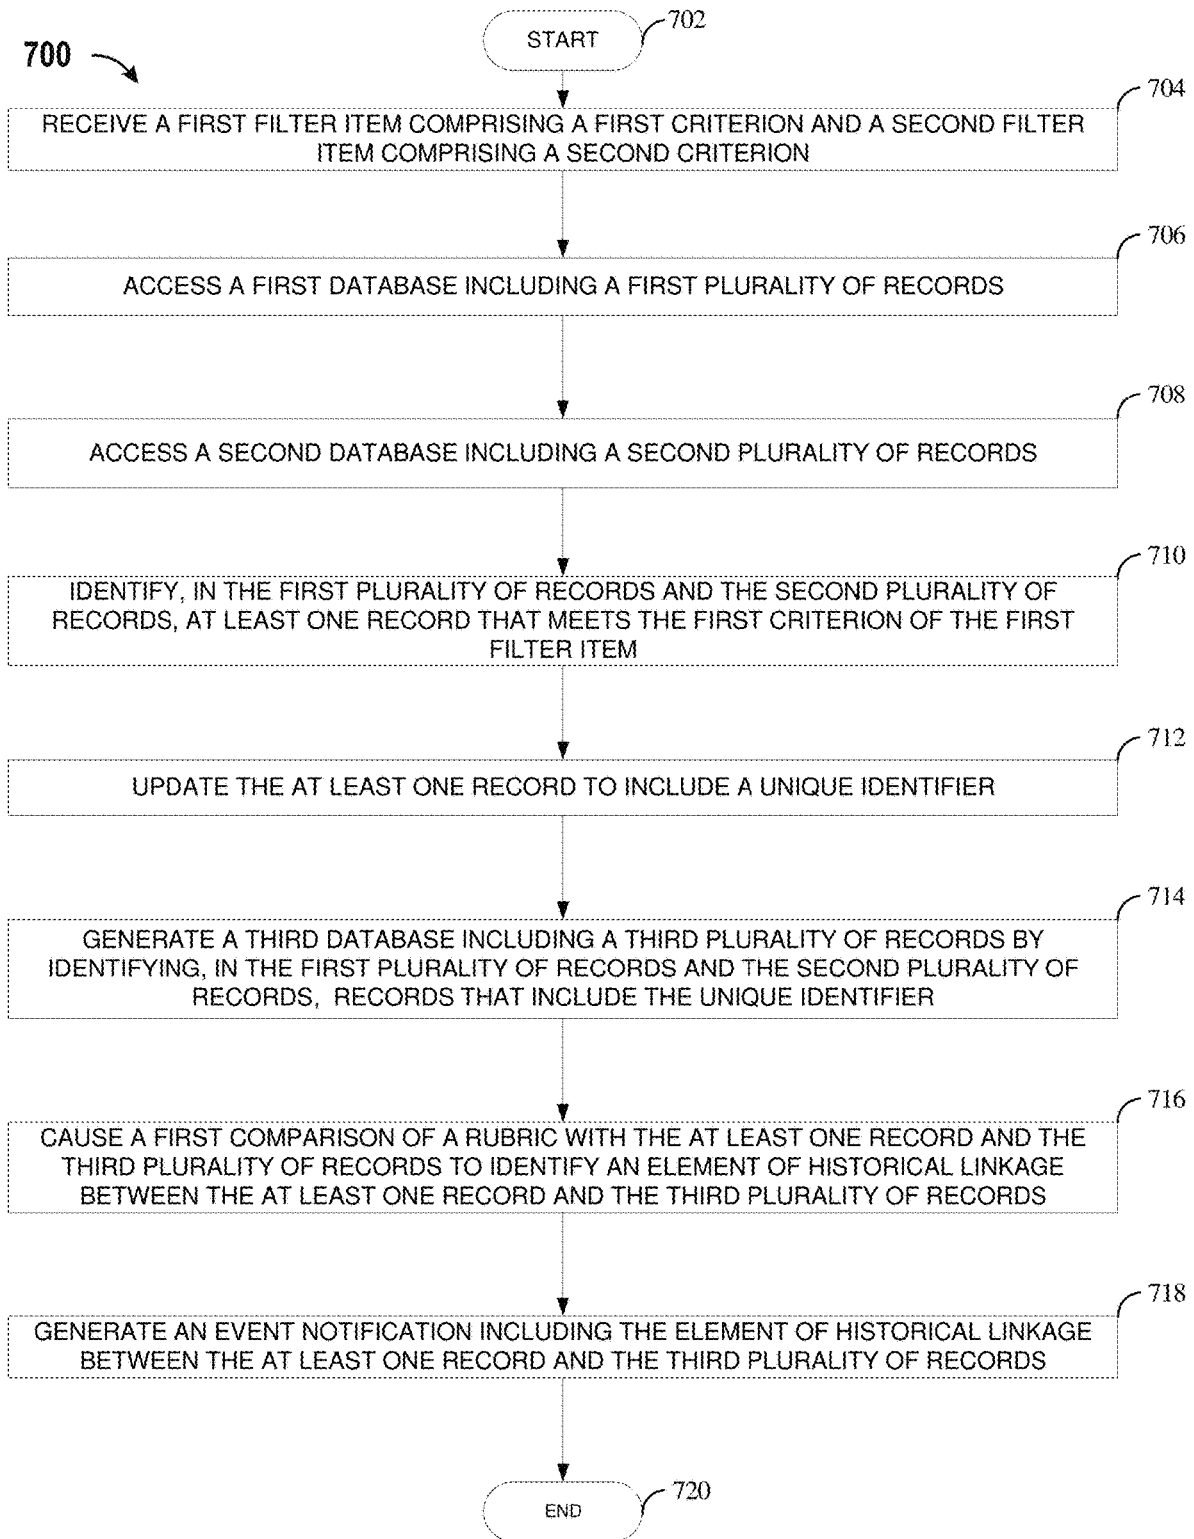 702
START
700
704
RECEIVE A FIRST FILTER ITEM COMPRISING A FIRST CRITERION AND A SECOND FILTER
ITEM COMPRISING A SECOND CRITERION
706
ACCESS A FIRST DATABASE INCLUDING A FIRST PLURALITY OF RECORDS
708
ACCESS A SECOND DATABASE INCLUDING A SECOND PLURALITY OF RECORDS
710
IDENTIFY, IN THE FIRST PLURALITY OF RECORDS AND THE SECOND PLURALITY OF
RECORDS, AT LEAST ONE RECORD THAT MEETS THE FIRST CRITERION OF THE FIRST
FILTER ITEM
712
UPDATE THE AT LEAST ONE RECORD TO INCLUDE A UNIQUE IDENTIFIER
714
GENERATE A THIRD DATABASE INCLUDING A THIRD PLURALITY OF RECORDS BY
IDENTIFYING, IN THE FIRST PLURALITY OF RECORDS AND THE SECOND PLURALITY OF
RECORDS, RECORDS THAT INCLUDE THE UNIQUE IDENTIFIER
716
CAUSE A FIRST COMPARISON OF A RUBRIC WITH THE AT LEAST ONE RECORD AND THE
THIRD PLURALITY OF RECORDS TO IDENTIFY AN ELEMENT OF HISTORICAL LINKAGE
BETWEEN THE AT LEAST ONE RECORD AND THE THIRD PLURALITY OF RECORDS
718
GENERATE AN EVENT NOTIFICATION INCLUDING THE ELEMENT OF HISTORICAL LINKAGE
BETWEEN THE AT LEAST ONE RECORD AND THE THIRD PLURALITY OF RECORDS
720
END